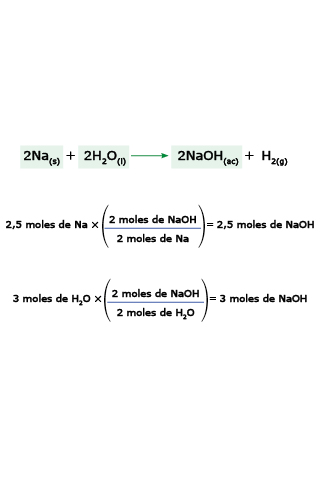 2Na(s) + 2H2O(l) → 2NaOH(ac) + H2(g)
2,5 moles de Na × (2 moles de NaOH / 2 moles de Na) = 2,5 moles de NaOH
3 moles de H2O × (2 moles de NaOH / 2 moles de H2O) = 3 moles de NaOH